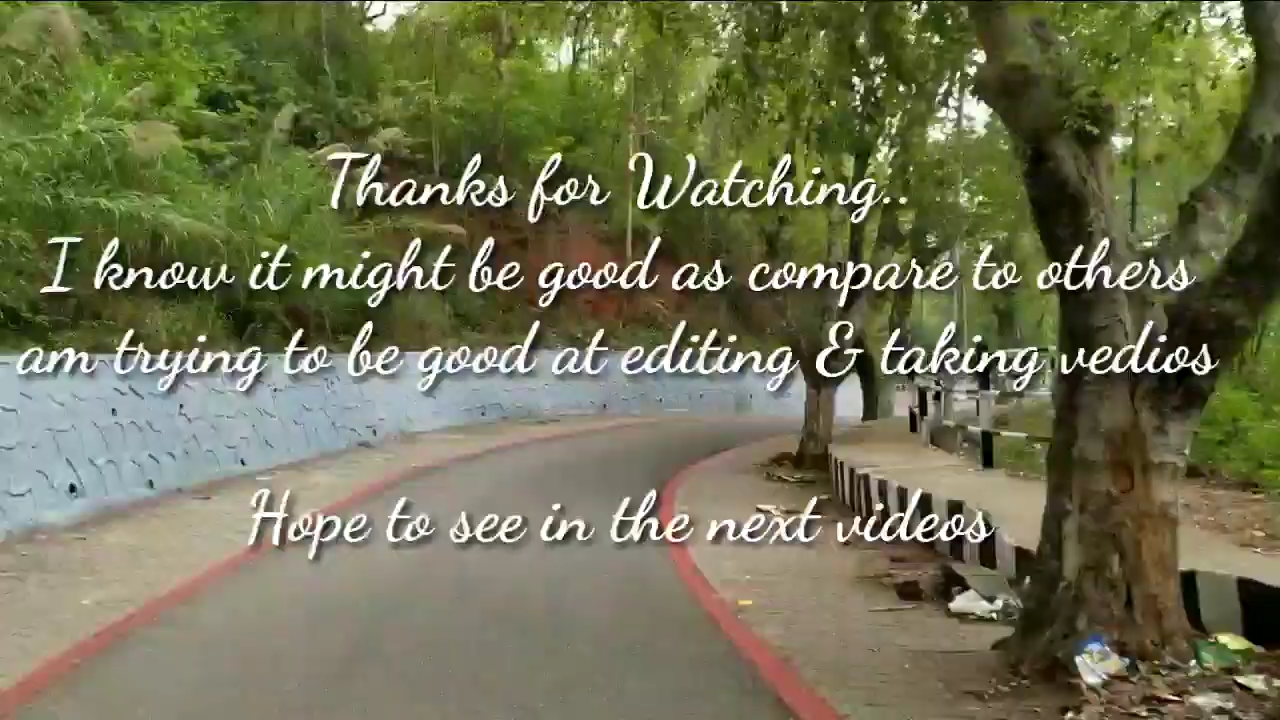 Thanks for Watching..
I know it might be good as compare to others
am trying to be good at editing & taking vedios
Hope to see in the next videos